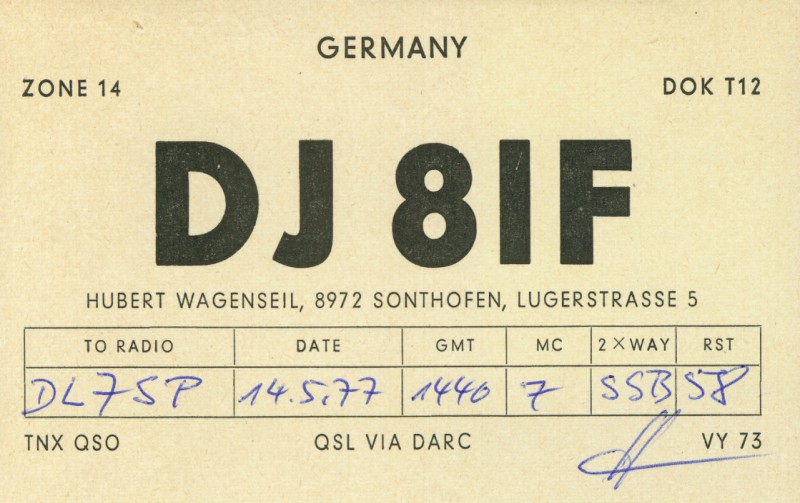 GERMANY
ZONE 14 DOK T12
DJ 8IF
HUBERT WAGENSEIL, 8972 SONTHOFEN, LUGERSTRASSE 5
TO RADIO DATE GMT MC 2×WAY RST
DL7SP 14.5.77 1440 7 SSB 58
TNX QSO QSL VIA DARC VY 73